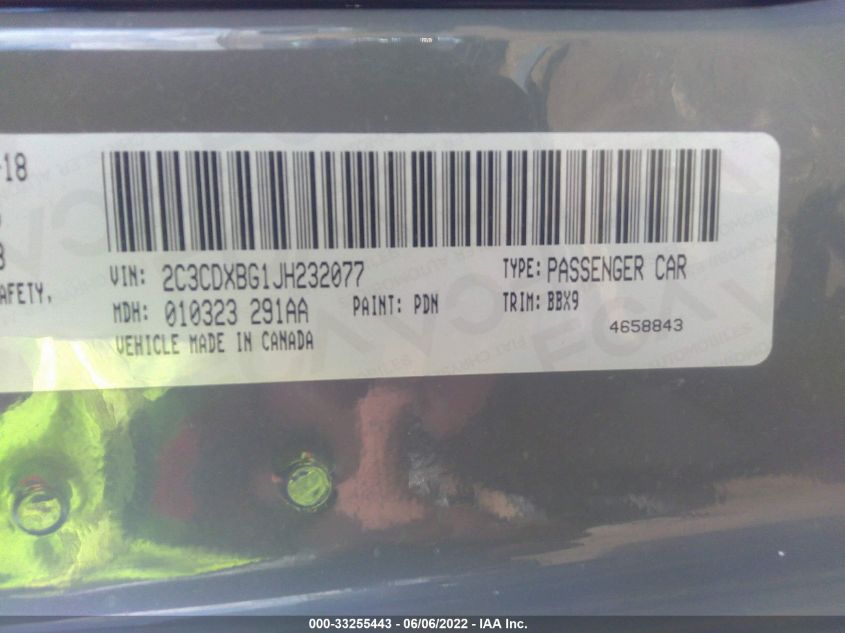 -18
VIN: 2C3CDXBG1JH232077
TYPE: PASSENGER CAR
AFETY,
MDH: 010323 291AA
PAINT: PDN
TRIM: BBX9
4658843
VEHICLE MADE IN CANADA
000-33255443 - 06/06/2022 - IAA Inc.